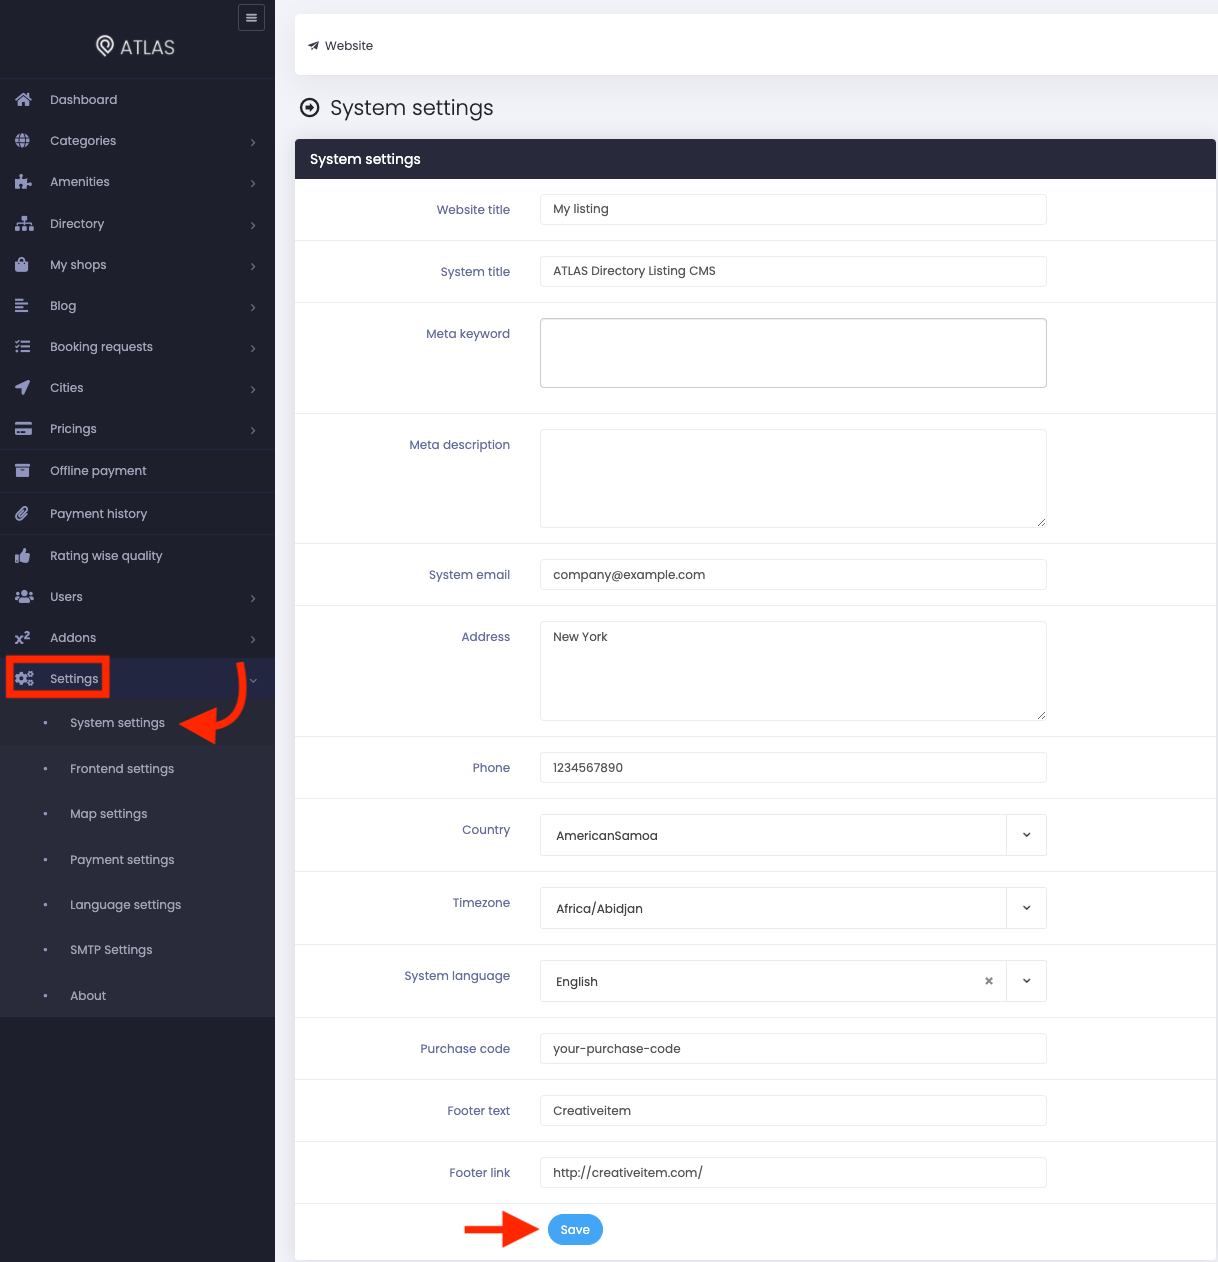 ATLAS
Dashboard
Categories
Amenities
Directory
My shops
Blog
Booking requests
Cities
Pricings
Offline payment
Payment history
Rating wise quality
Users
x² Addons
Settings
System settings
Frontend settings
Map settings
Payment settings
Language settings
SMTP Settings
About
Website
System settings
System settings
Website title My listing
System title ATLAS Directory Listing CMS
Meta keyword
Meta description
System email company@example.com
Address New York
Phone 1234567890
Country AmericanSamoa
Timezone Africa/Abidjan
System language English ×
Purchase code your-purchase-code
Footer text Creativeitem
Footer link http://creativeitem.com/
Save